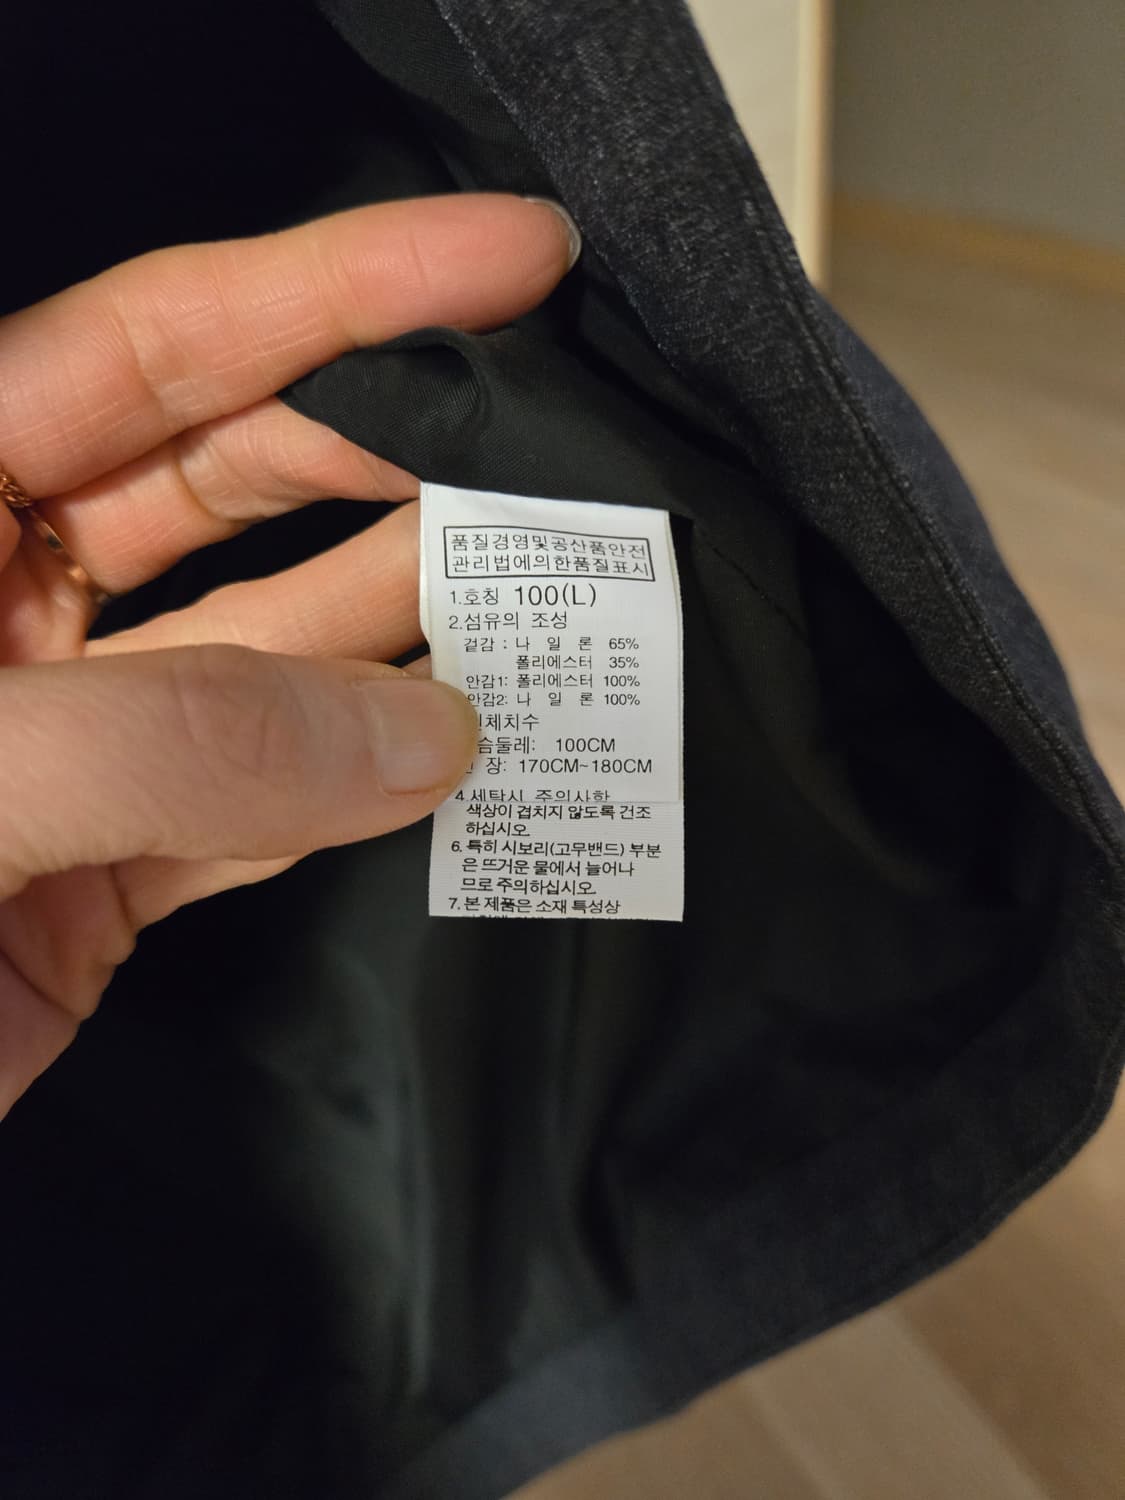 품질경영및공산품안전
관리법에의한품질표시
1.호칭 100(L)
2.섬유의 조성
겉감 : 나 일 론 65%
폴리에스터 35%
안감1: 폴리에스터 100%
안감2: 나 일 론 100%
체치수
슴둘레: 100CM
장: 170CM~180CM
4.세탁시 주의사항
색상이 겹치지 않도록 건조
하십시오.
6. 특히 시보리(고무밴드) 부분
은 뜨거운 물에서 늘어나
므로 주의하십시오.
7. 본 제품은 소재 특성상